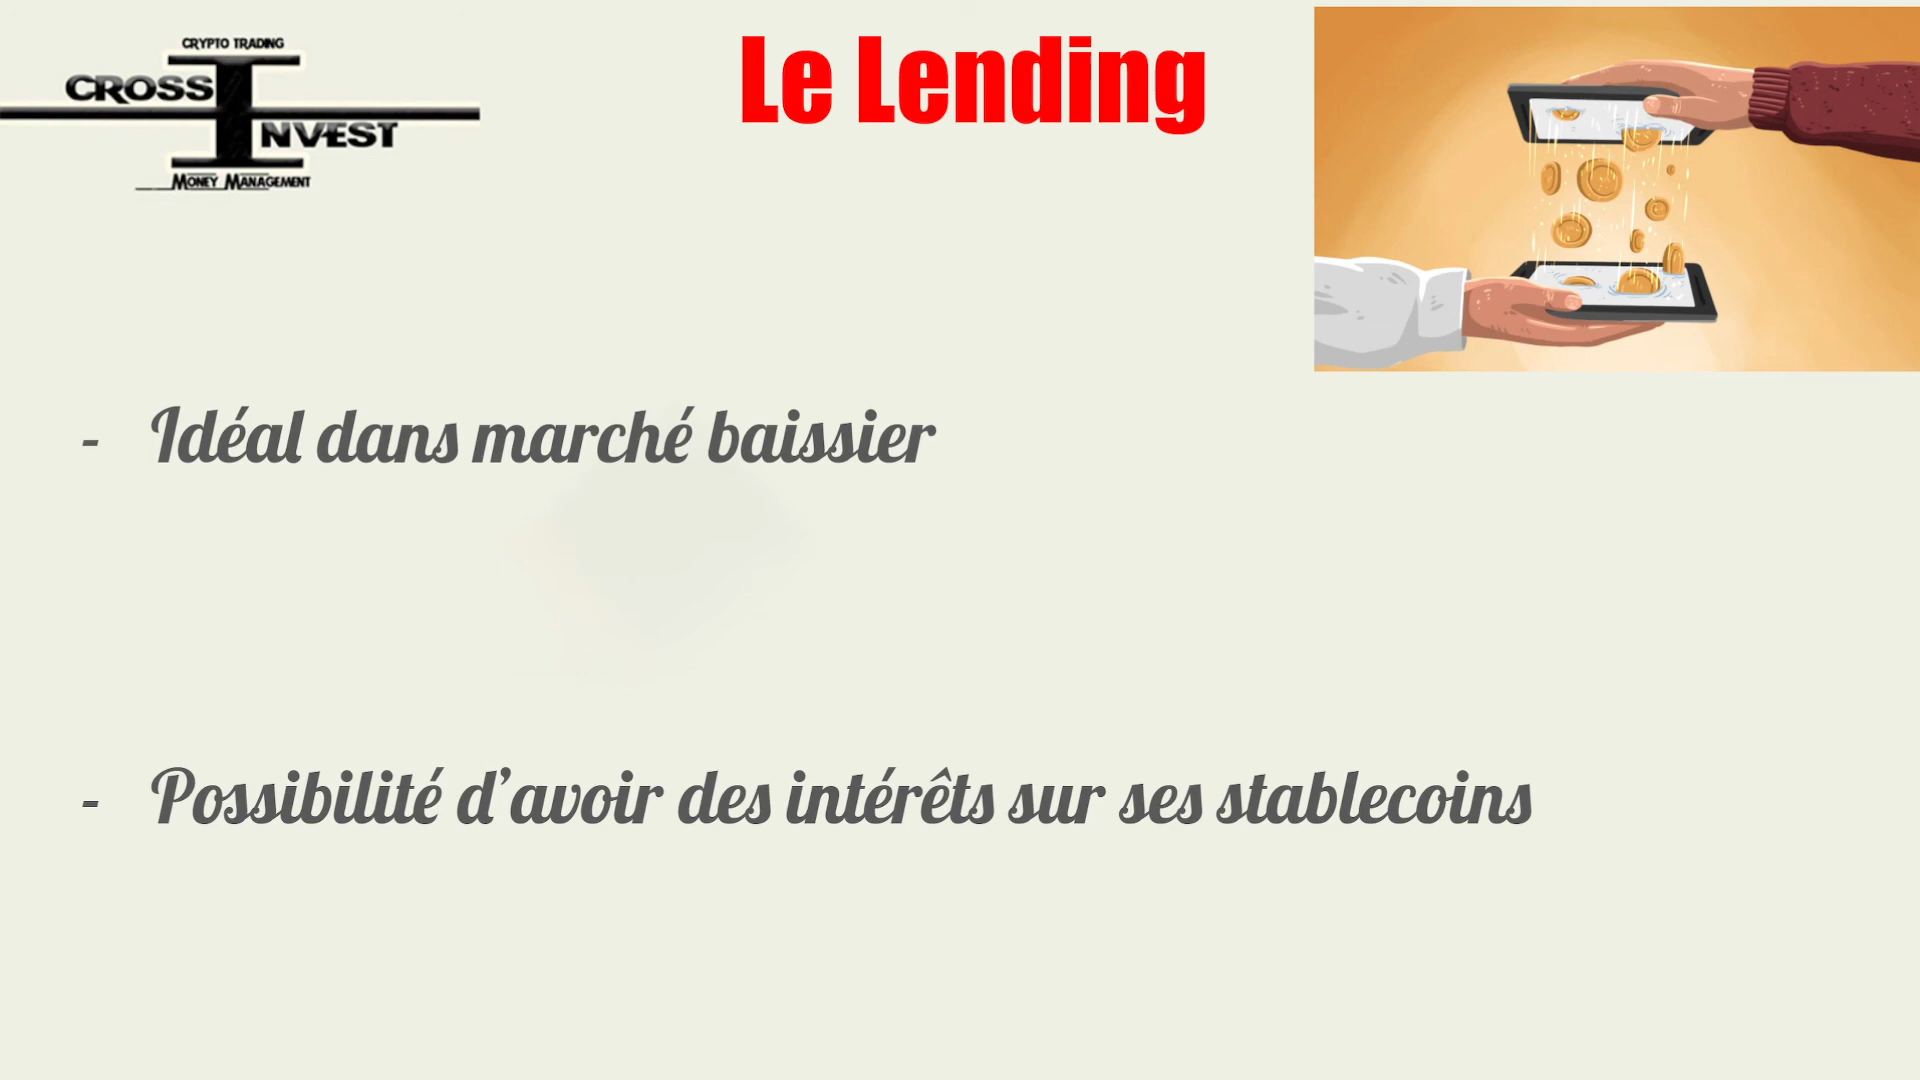 CRYPTO TRADING
CROSS
INVEST
MONEY MANAGEMENT
Le Lending
- Idéal dans marché baissier
- Possibilité d’avoir des intérêts sur ses stablecoins